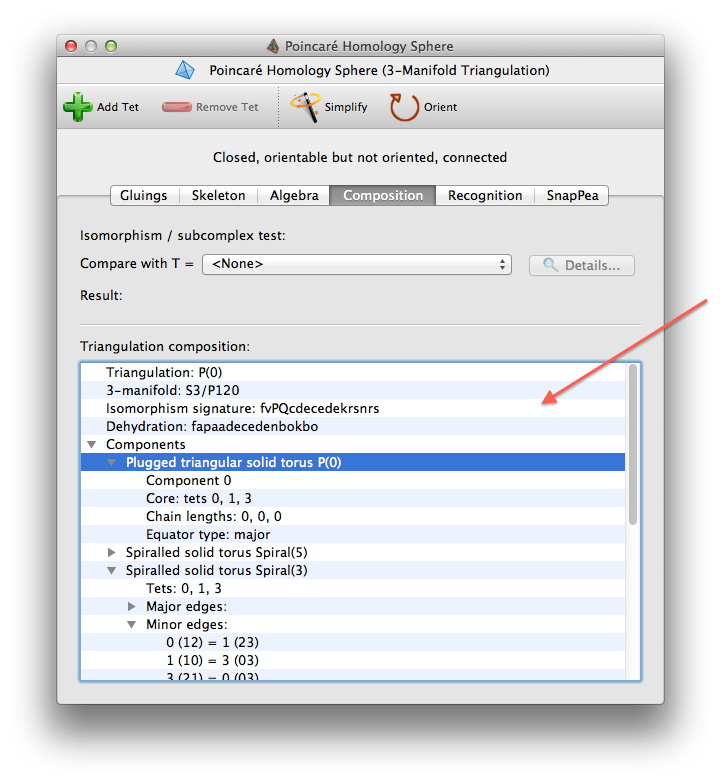 Poincaré Homology Sphere
Poincaré Homology Sphere (3-Manifold Triangulation)
Add Tet Remove Tet Simplify Orient
Closed, orientable but not oriented, connected
Gluings Skeleton Algebra Composition Recognition SnapPea
Isomorphism / subcomplex test:
Compare with T = <None> Details...
Result:
Triangulation composition:
Triangulation: P(0)
3-manifold: S3/P120
Isomorphism signature: fvPQcdecedekrsnrs
Dehydration: fapaadecedenbokbo
Components
Plugged triangular solid torus P(0)
Component 0
Core: tets 0, 1, 3
Chain lengths: 0, 0, 0
Equator type: major
Spiralled solid torus Spiral(5)
Spiralled solid torus Spiral(3)
Tets: 0, 1, 3
Major edges:
Minor edges:
0 (12) = 1 (23)
1 (10) = 3 (03)
3 (21) = 0 (03)